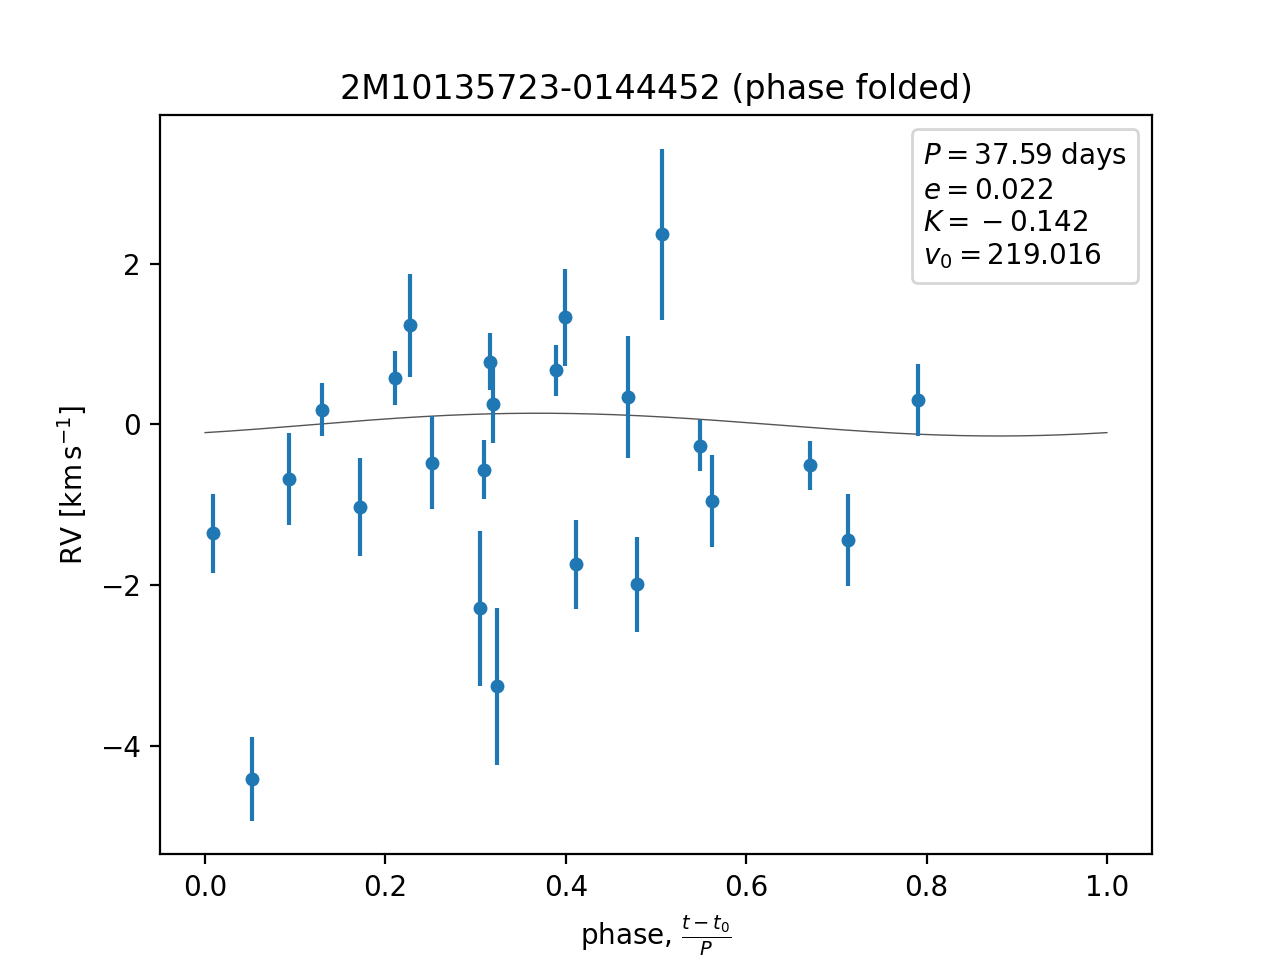 2M10135723-0144452 (phase folded)
P = 37.59 days
e = 0.022
K = −0.142
v₀ = 219.016
RV [km s⁻¹]
2
0
−2
−4
0.0 0.2 0.4 0.6 0.8 1.0
phase, (t − t₀)/P